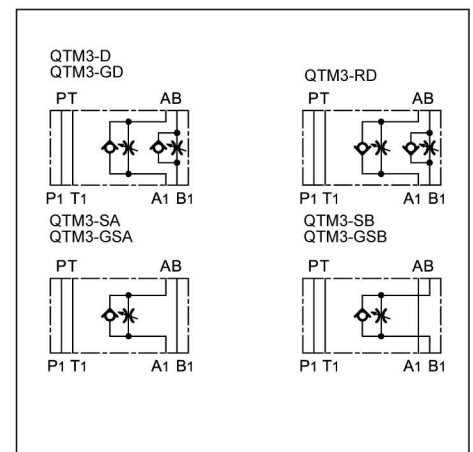 QTM3-D
QTM3-GD
PT AB
P1 T1 A1 B1
QTM3-RD
PT AB
P1 T1 A1 B1
QTM3-SA
QTM3-GSA
PT AB
P1 T1 A1 B1
QTM3-SB
QTM3-GSB
PT AB
P1 T1 A1 B1